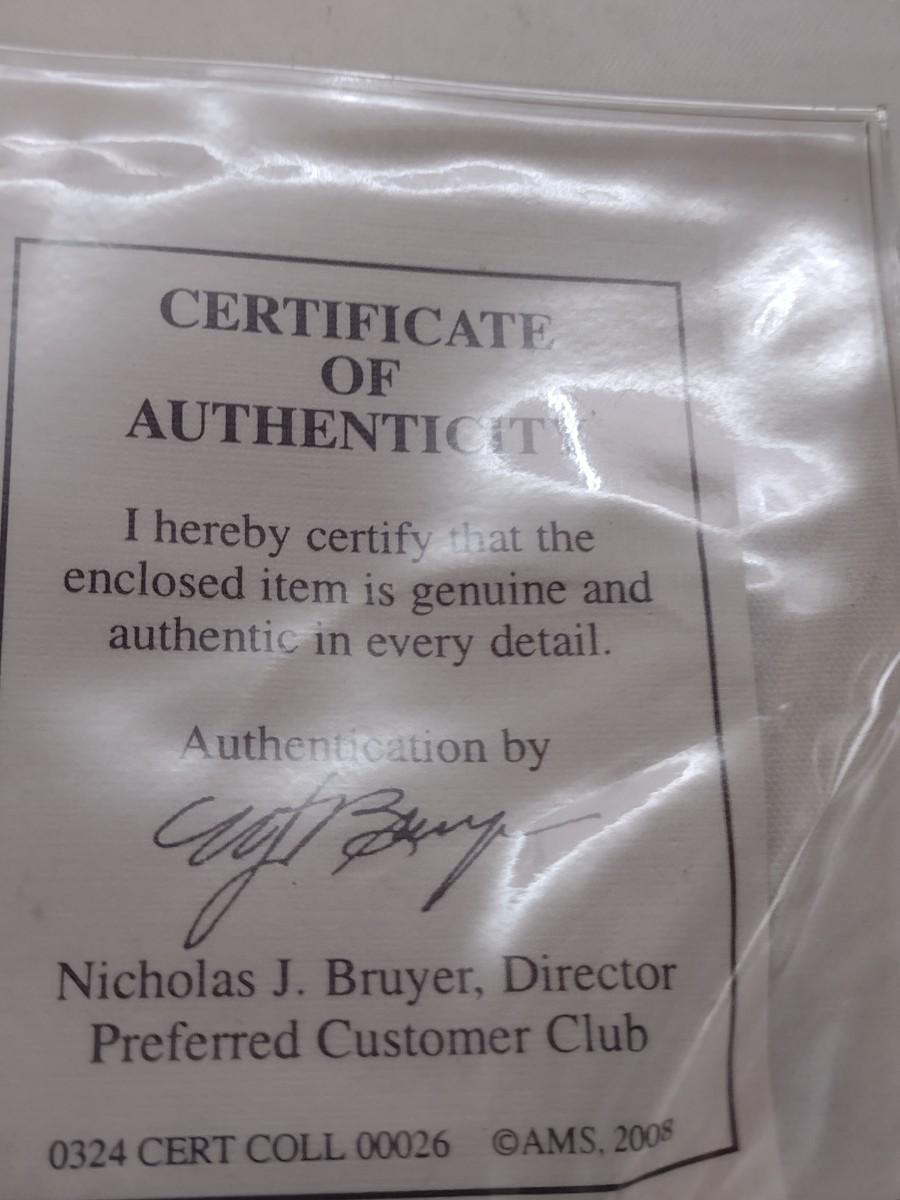 CERTIFICATE
OF
AUTHENTICITY
I hereby certify that the
enclosed item is genuine and
authentic in every detail.
Authentication by
Nicholas J. Bruyer, Director
Preferred Customer Club
0324 CERT COLL 00026 ©AMS, 2008